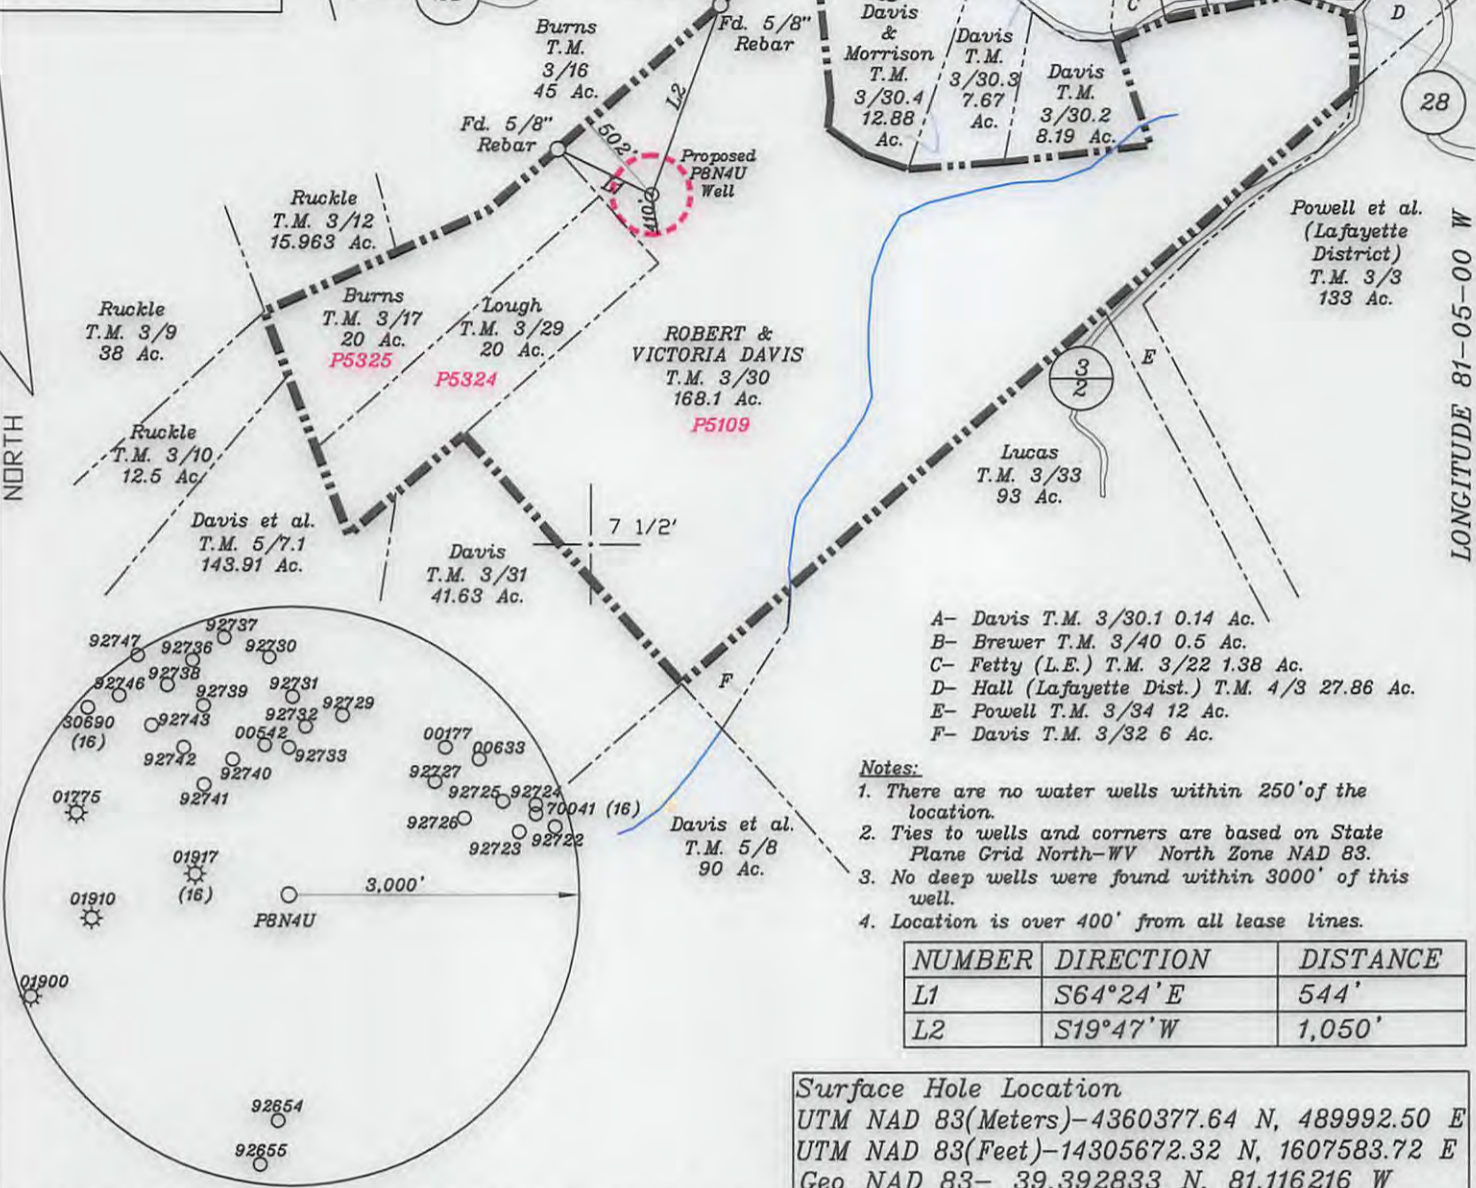 Burns
T.M.
3/16
45 Ac.
Fd. 5/8"
Rebar
Fd. 5/8"
Rebar
L2
502'
L1
410'
Proposed
P8N4U
Well
Davis
&
Morrison
T.M.
3/30.4
12.88
Ac.
Davis
T.M.
3/30.3
7.67
Ac.
Davis
T.M.
3/30.2
8.19 Ac.
C
D
28
Ruckle
T.M. 3/12
15.963 Ac.
Powell et al.
(Lafayette
District)
T.M. 3/3
133 Ac.
LONGITUDE 81-05-00 W
Ruckle
T.M. 3/9
38 Ac.
Burns
T.M. 3/17
20 Ac.
P5325
Lough
T.M. 3/29
20 Ac.
P5324
ROBERT &
VICTORIA DAVIS
T.M. 3/30
168.1 Ac.
P5109
E
3
2
NORTH
Ruckle
T.M. 3/10
12.5 Ac.
Lucas
T.M. 3/33
93 Ac.
Davis et al.
T.M. 5/7.1
143.91 Ac.
Davis
T.M. 3/31
41.63 Ac.
7 1/2'
F
A- Davis T.M. 3/30.1 0.14 Ac.
B- Brewer T.M. 3/40 0.5 Ac.
C- Fetty (L.E.) T.M. 3/22 1.38 Ac.
D- Hall (Lafayette Dist.) T.M. 4/3 27.86 Ac.
E- Powell T.M. 3/34 12 Ac.
F- Davis T.M. 3/32 6 Ac.
92737
92747
92736
92730
92738
92746
92739
92731
92729
30690
(16)
92743
92732
00542
92733
00177
00633
92742
92740
92741
92727
92725
92724
70041 (16)
01775
92726
92723
92722
01917
(16)
01910
3,000'
P8N4U
01900
92654
92655
Davis et al.
T.M. 5/8
90 Ac.
Notes:
1. There are no water wells within 250'of the
location.
2. Ties to wells and corners are based on State
Plane Grid North-WV North Zone NAD 83.
3. No deep wells were found within 3000' of this
well.
4. Location is over 400' from all lease lines.
NUMBER DIRECTION DISTANCE
L1 S64°24'E 544'
L2 S19°47'W 1,050'
Surface Hole Location
UTM NAD 83(Meters)-4360377.64 N, 489992.50 E
UTM NAD 83(Feet)-14305672.32 N, 1607583.72 E
Geo NAD 83- 39.392833 N, 81.116216 W